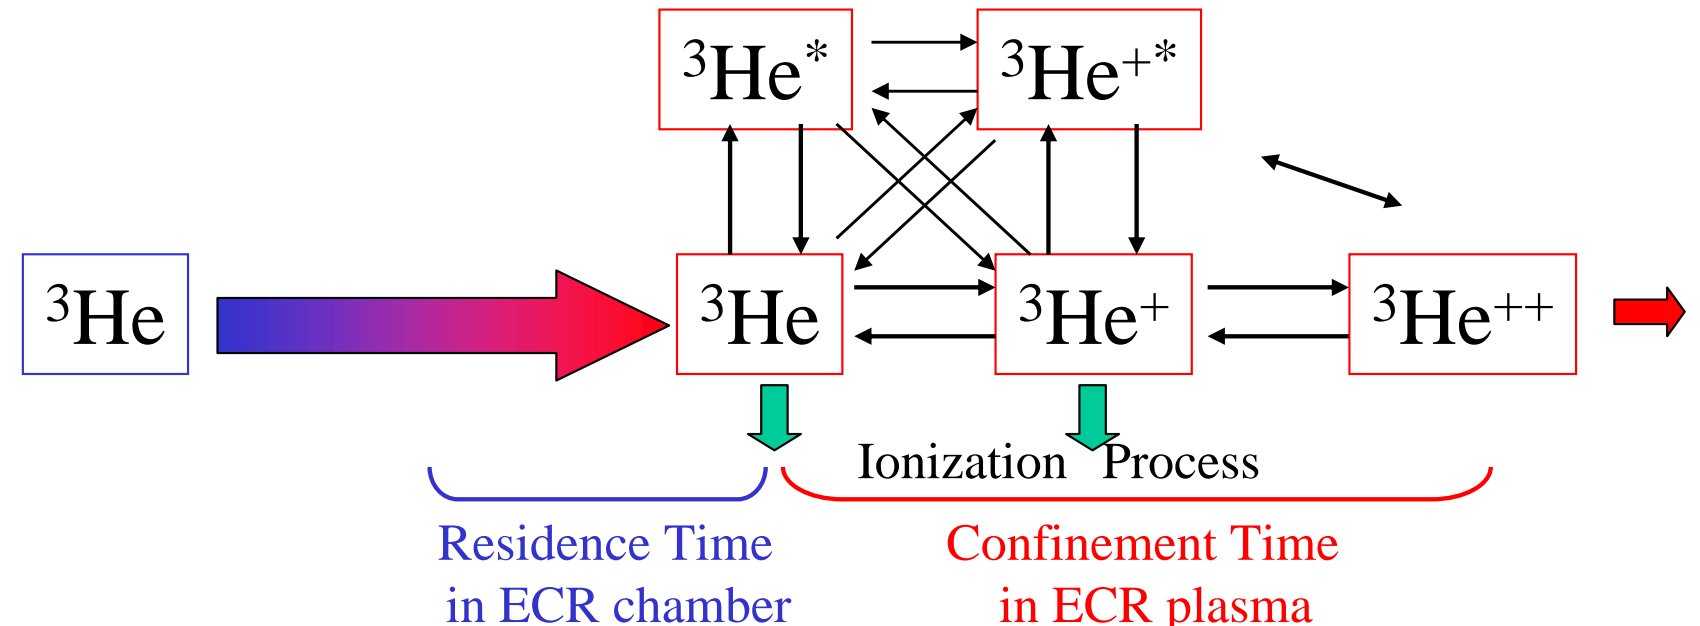 ³He* ³He⁺*
³He ³He ³He⁺ ³He⁺⁺
Ionization Process
Residence Time
in ECR chamber
Confinement Time
in ECR plasma